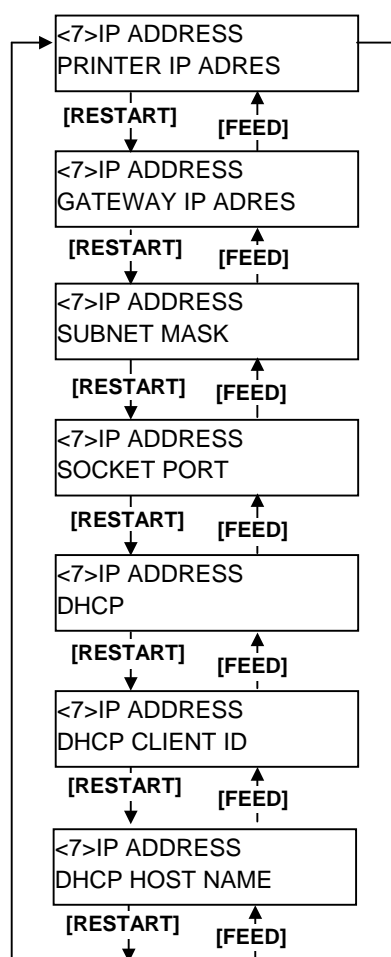 <7>IP ADDRESS
PRINTER IP ADRES
[RESTART]
[FEED]
<7>IP ADDRESS
GATEWAY IP ADRES
[RESTART]
[FEED]
<7>IP ADDRESS
SUBNET MASK
[RESTART]
[FEED]
<7>IP ADDRESS
SOCKET PORT
[RESTART]
[FEED]
<7>IP ADDRESS
DHCP
[RESTART]
[FEED]
<7>IP ADDRESS
DHCP CLIENT ID
[RESTART]
[FEED]
<7>IP ADDRESS
DHCP HOST NAME
[RESTART]
[FEED]